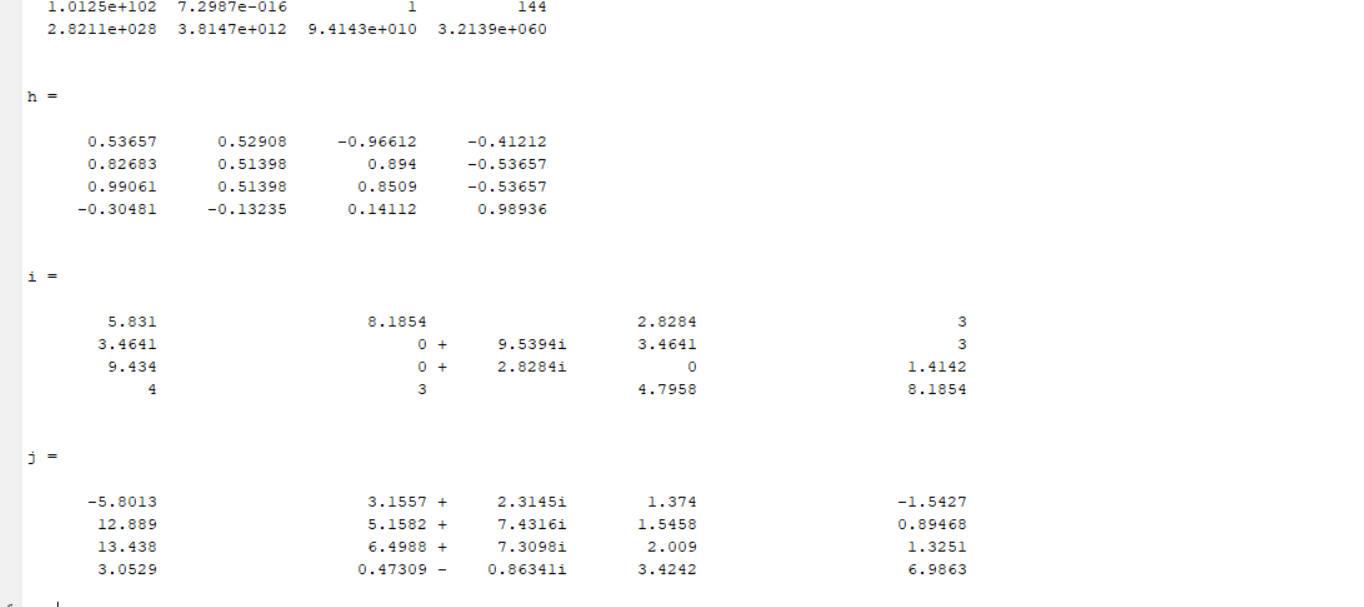 1.0125e+102 7.2987e-016 1 144
2.8211e+028 3.8147e+012 9.4143e+010 3.2139e+060
h =
0.53657 0.52908 -0.96612 -0.41212
0.82683 0.51398 0.894 -0.53657
0.99061 0.51398 0.8509 -0.53657
-0.30481 -0.13235 0.14112 0.98936
i =
5.831 8.1854 2.8284 3
3.4641 0 + 9.5394i 3.4641 3
9.434 0 + 2.8284i 0 1.4142
4 3 4.7958 8.1854
j =
-5.8013 3.1557 + 2.3145i 1.374 -1.5427
12.889 5.1582 + 7.4316i 1.5458 0.89468
13.438 6.4988 + 7.3098i 2.009 1.3251
3.0529 0.47309 - 0.86341i 3.4242 6.9863